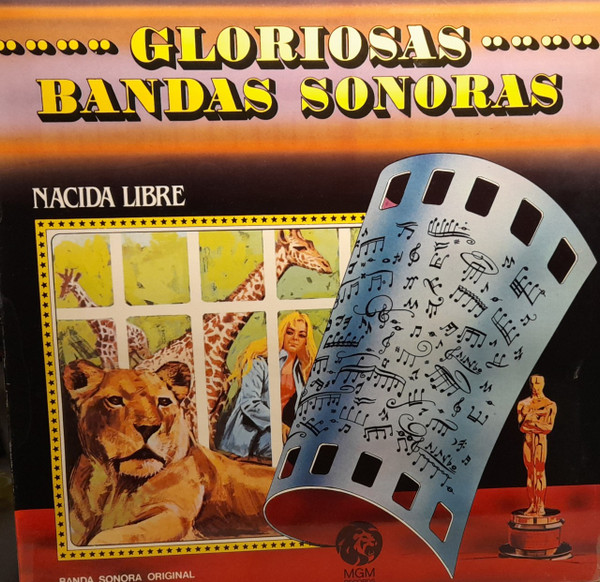 GLORIOSAS
BANDAS SONORAS
NACIDA LIBRE
BANDA SONORA ORIGINAL
MGM